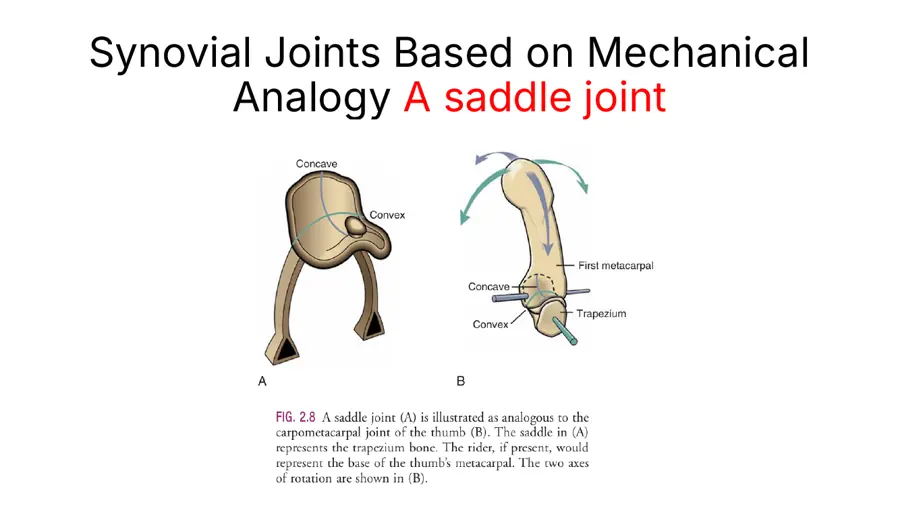 Synovial Joints Based on Mechanical
Analogy A saddle joint
Concave
Convex
First metacarpal
Concave
Trapezium
Convex
A
B
FIG. 2.8 A saddle joint (A) is illustrated as analogous to the
carpometacarpal joint of the thumb (B). The saddle in (A)
represents the trapezium bone. The rider, if present, would
represent the base of the thumb's metacarpal. The two axes
of rotation are shown in (B).